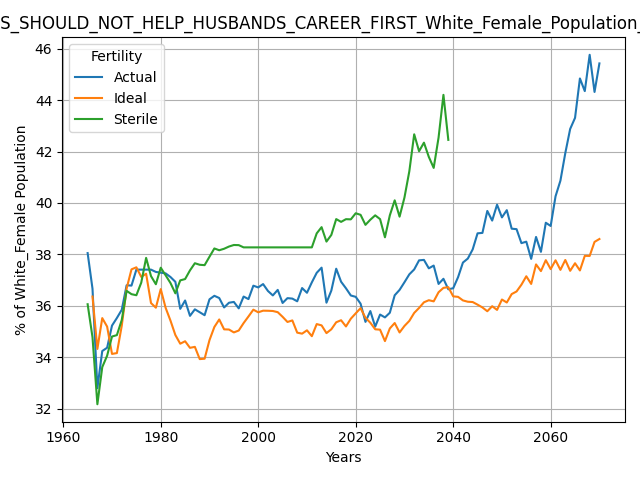 S_SHOULD_NOT_HELP_HUSBANDS_CAREER_FIRST_White_Female_Population_
Fertility
Actual
Ideal
Sterile
46
44
42
40
38
36
34
32
% of White_Female Population
1960
1980
2000
2020
2040
2060
Years